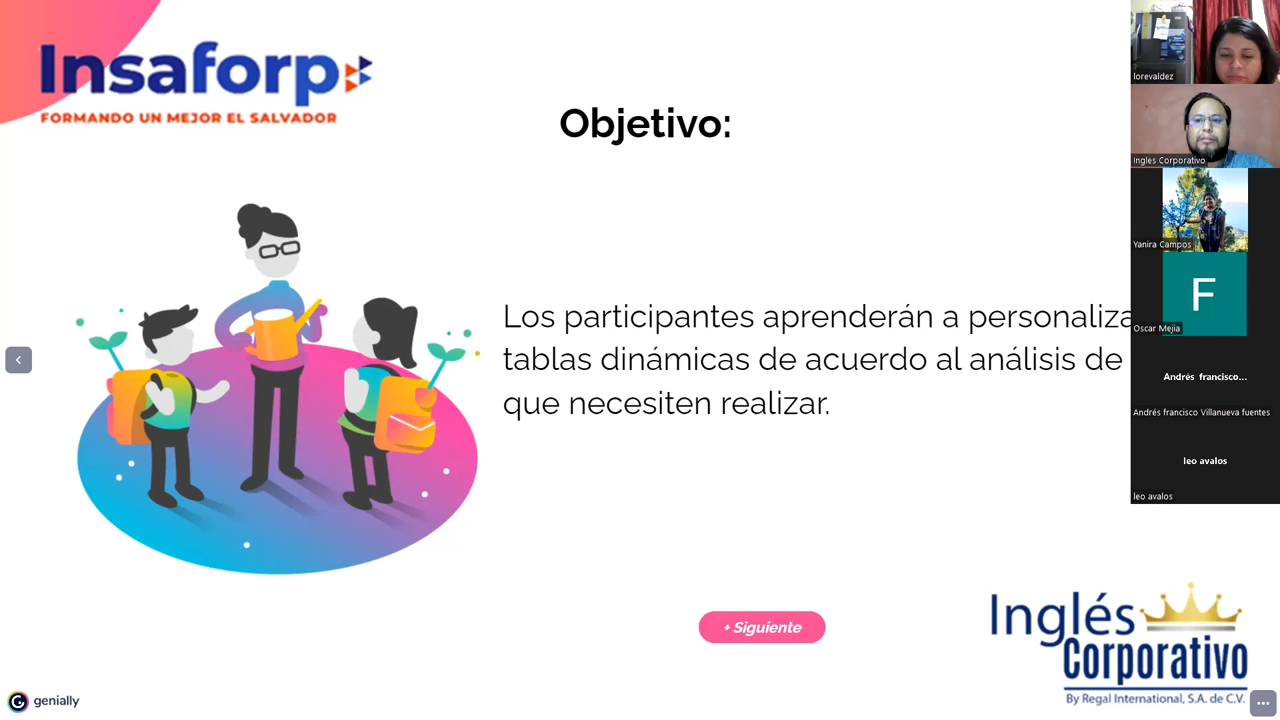 Insaforp
FORMANDO UN MEJOR EL SALVADOR
Objetivo:
Los participantes aprenderán a personaliza
tablas dinámicas de acuerdo al análisis de
que necesiten realizar.
+ Siguiente
Inglés
Corporativo
By Regal International, S.A. de C.V.
genially
lorevaldez
Ingles Corporativo
Yanira Campos
F
Oscar Mejia
Andrés francisco...
Andrés francisco Villanueva fuentes
leo avalos
leo avalos